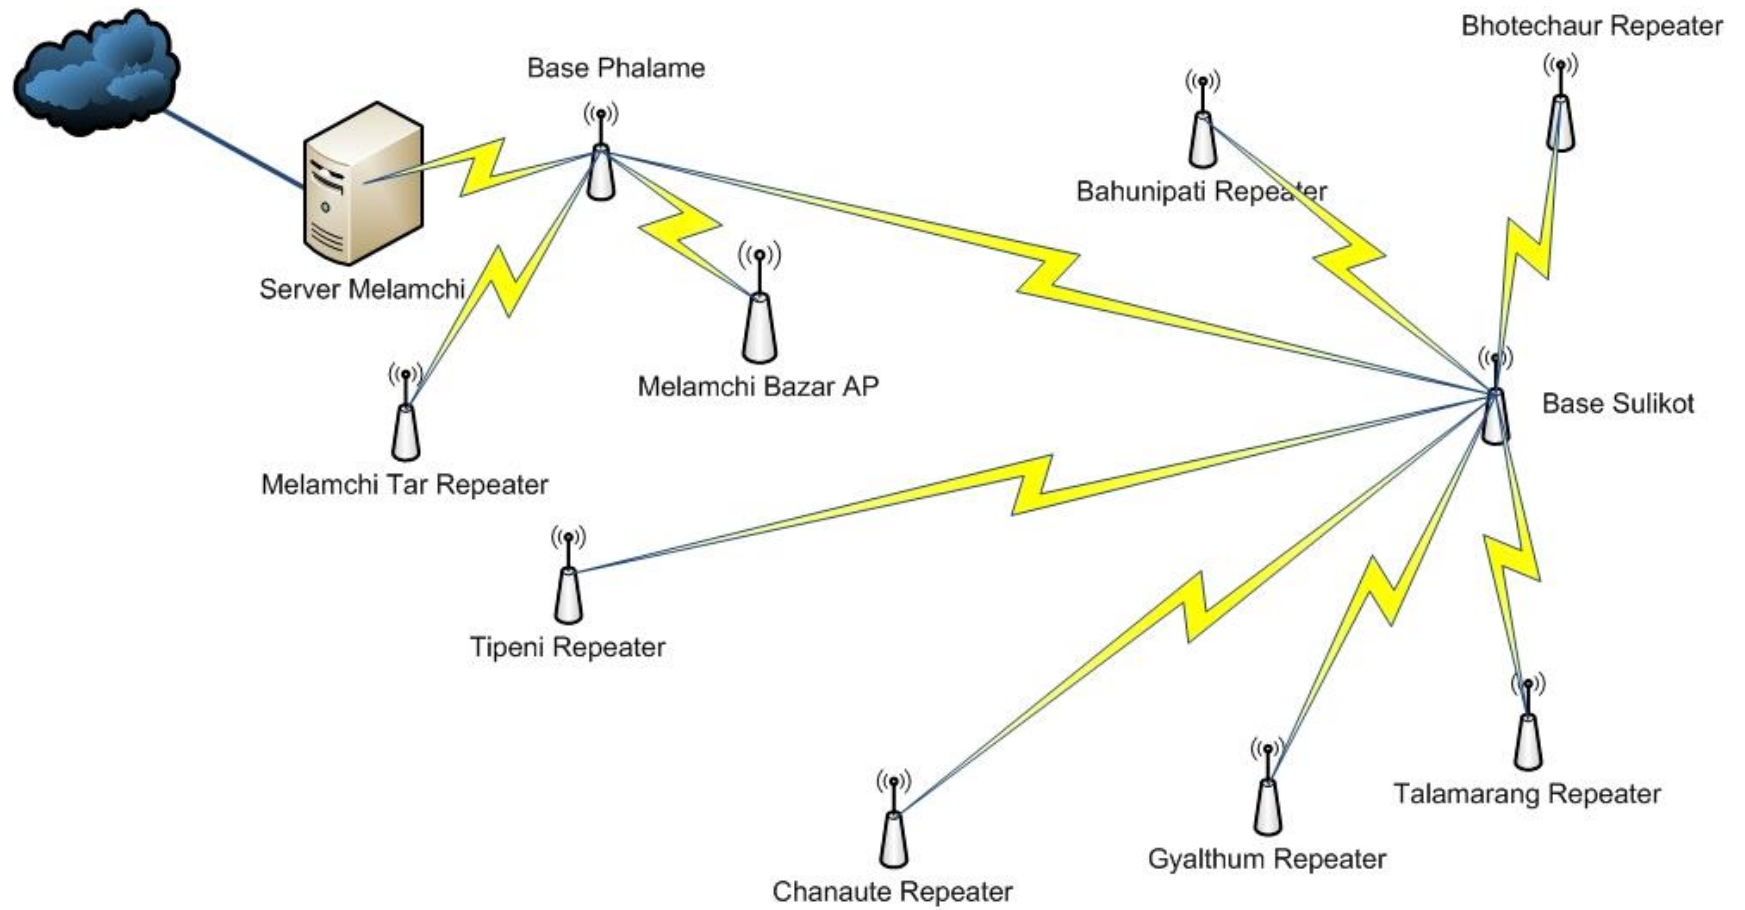 Bhotechaur Repeater
Base Phalame
Bahunipati Repeater
Server Melamchi
Melamchi Bazar AP
Base Sulikot
Melamchi Tar Repeater
Tipeni Repeater
Talamarang Repeater
Gyalthum Repeater
Chanaute Repeater